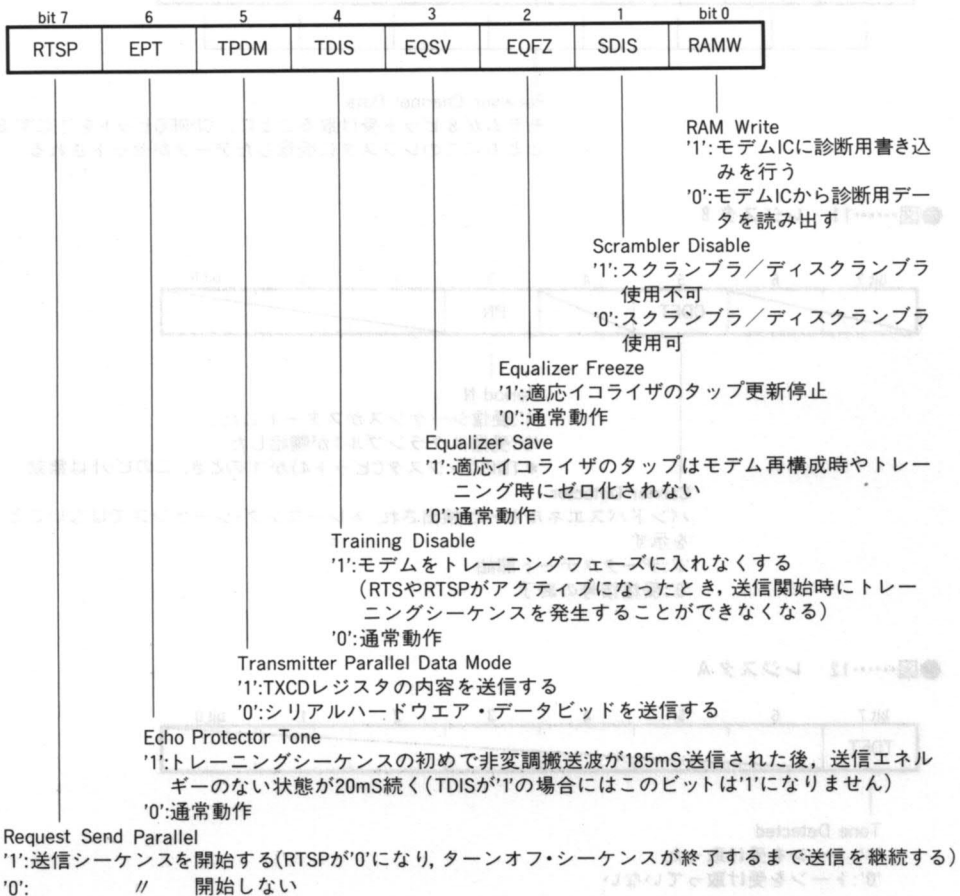 bit 7 6 5 4 3 2 1 bit 0
RTSP EPT TPDM TDIS EQSV EQFZ SDIS RAMW
RAM Write
'1':モデムICに診断用書き込
みを行う
'0':モデムICから診断用デー
タを読み出す
Scrambler Disable
'1':スクランブラ／ディスクランブラ
使用不可
'0':スクランブラ／ディスクランブラ
使用可
Equalizer Freeze
'1':適応イコライザのタップ更新停止
'0':通常動作
Equalizer Save
'1':適応イコライザのタップはモデム再構成時やトレー
ニング時にゼロ化されない
'0':通常動作
Training Disable
'1':モデムをトレーニングフェーズに入れなくする
(RTSやRTSPがアクティブになったとき, 送信開始時にトレー
ニングシーケンスを発生することができなくなる)
'0':通常動作
Transmitter Parallel Data Mode
'1':TXCDレジスタの内容を送信する
'0':シリアルハードウエア・データビッドを送信する
Echo Protector Tone
'1':トレーニングシーケンスの初めで非変調搬送波が185mS送信された後, 送信エネル
ギーのない状態が20mS続く(TDISが'1'の場合にはこのビットは'1'になりません)
'0':通常動作
Request Send Parallel
'1':送信シーケンスを開始する(RTSPが'0'になり, ターンオフ・シーケンスが終了するまで送信を継続する)
'0': 〃 開始しない